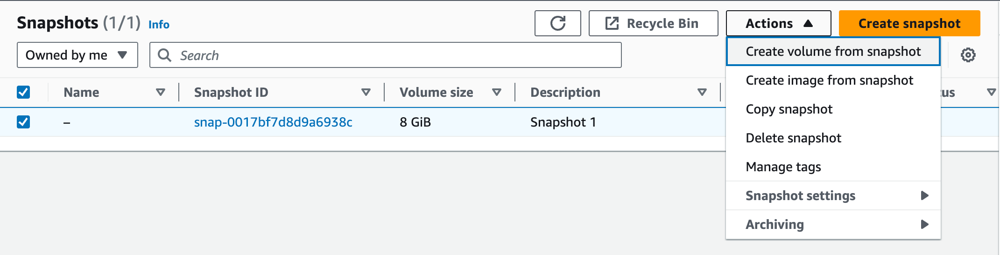 Snapshots (1/1) Info Recycle Bin Actions Create snapshot
Owned by me Search
Create volume from snapshot
Create image from snapshot
Name Snapshot ID Volume size Description
– snap-0017bf7d8d9a6938c 8 GiB Snapshot 1
Copy snapshot
Delete snapshot
Manage tags
Snapshot settings
Archiving